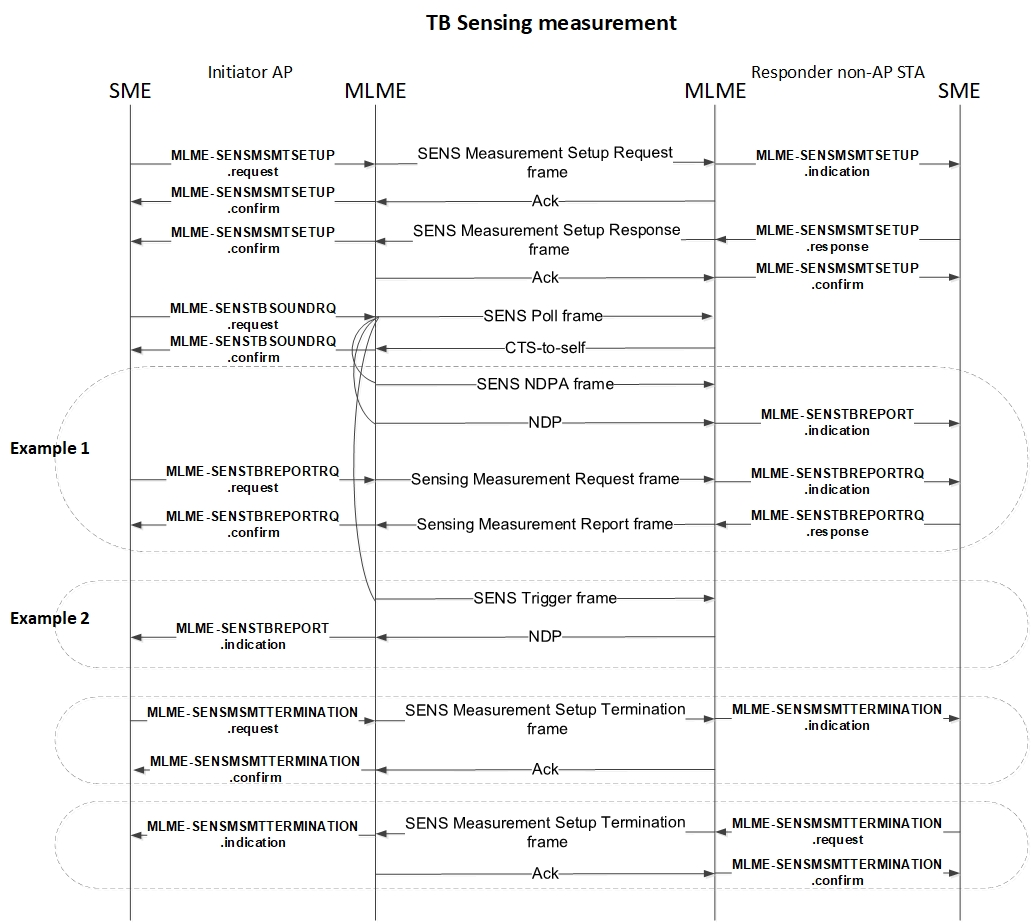 TB Sensing measurement
Initiator AP
Responder non-AP STA
SME
MLME
MLME
SME
MLME-SENSMSMTSETUP
.request
SENS Measurement Setup Request
frame
MLME-SENSMSMTSETUP
.indication
MLME-SENSMSMTSETUP
.confirm
Ack
MLME-SENSMSMTSETUP
.confirm
SENS Measurement Setup Response
frame
MLME-SENSMSMTSETUP
.response
Ack
MLME-SENSMSMTSETUP
.confirm
MLME-SENSTBSOUNDRQ
.request
SENS Poll frame
MLME-SENSTBSOUNDRQ
.confirm
CTS-to-self
SENS NDPA frame
Example 1
NDP
MLME-SENSTBREPORT
.indication
MLME-SENSTBREPORTRQ
.request
Sensing Measurement Request frame
MLME-SENSTBREPORTRQ
.indication
MLME-SENSTBREPORTRQ
.confirm
Sensing Measurement Report frame
MLME-SENSTBREPORTRQ
.response
SENS Trigger frame
Example 2
MLME-SENSTBREPORT
.indication
NDP
MLME-SENSMSMTTERMINATION
.request
SENS Measurement Setup Termination
frame
MLME-SENSMSMTTERMINATION
.indication
MLME-SENSMSMTTERMINATION
.confirm
Ack
MLME-SENSMSMTTERMINATION
.indication
SENS Measurement Setup Termination
frame
MLME-SENSMSMTTERMINATION
.request
Ack
MLME-SENSMSMTTERMINATION
.confirm